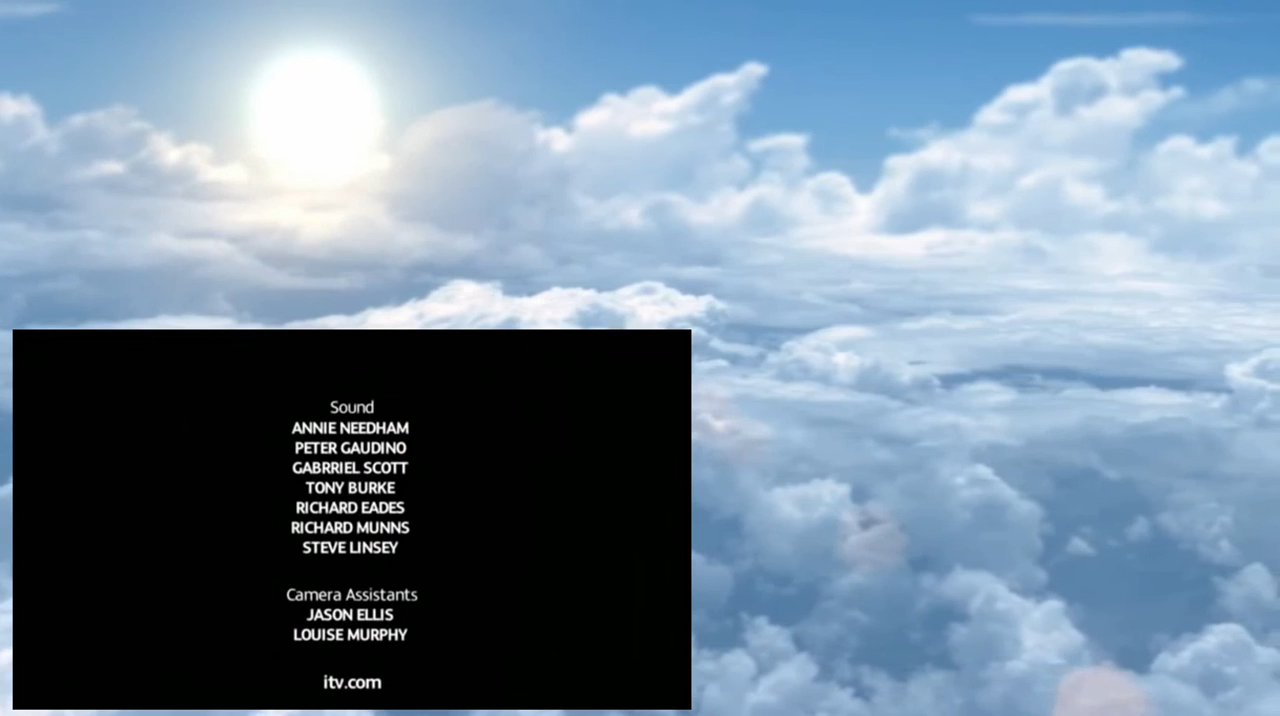 Sound
ANNIE NEEDHAM
PETER GAUDINO
GABRRIEL SCOTT
TONY BURKE
RICHARD EADES
RICHARD MUNNS
STEVE LINSEY
Camera Assistants
JASON ELLIS
LOUISE MURPHY
itv.com